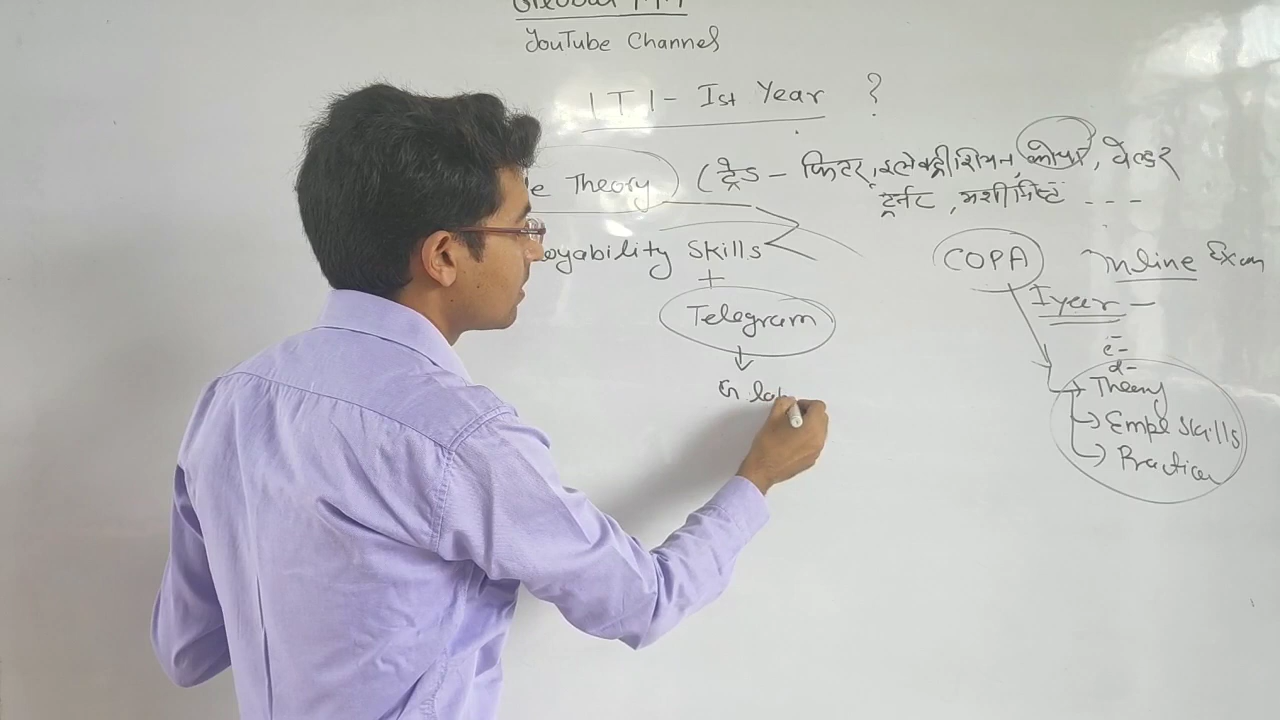 YouTube Channel
ITI - Ist Year ?
Theory (ट्रेड - फिटर, इलेक्ट्रीशियन, कोपा, वेल्डर
टर्नर, मशीनिष्ट ---
Skills
+
Telegram
COPA Online Exam
I year -
Theory
Empl Skills
Practical